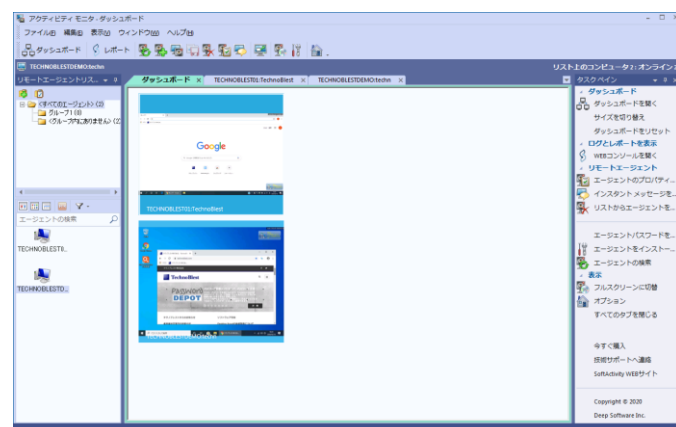 アクティビティ モニタ - ダッシュボード
ファイル(F) 編集(E) 表示(V) ウィンドウ(W) ヘルプ(H)
ダッシュボード レポート
TECHNOBLESTDEMO:techn
リスト上のコンピュータ 2: オンライン
リモートエージェントリス...
<すべてのエージェント> (2)
グループ1 (0)
<グループ内にありません> (2)
エージェントの検索
TECHNOBLEST0...
TECHNOBLESTD...
ダッシュボード
TECHNOBLEST01:TechnoBlest
TECHNOBLESTDEMO:techn
Google
TECHNOBLEST01:TechnoBlest
TechnoBlest
DEPOT
タスクペイン
ダッシュボード
ダッシュボードを開く
サイズを切り替え
ダッシュボードをリセット
ログとレポートを表示
WEBコンソールを開く
リモートエージェント
エージェントのプロパティ...
インスタント メッセージを...
リストからエージェントを...
エージェントパスワードを...
エージェントをインストー...
エージェントの検索
表示
フルスクリーンに切替
オプション
すべてのタブを閉じる
今すぐ購入
技術サポートへ連絡
SoftActivity WEBサイト
Copyright © 2020
Deep Software Inc.